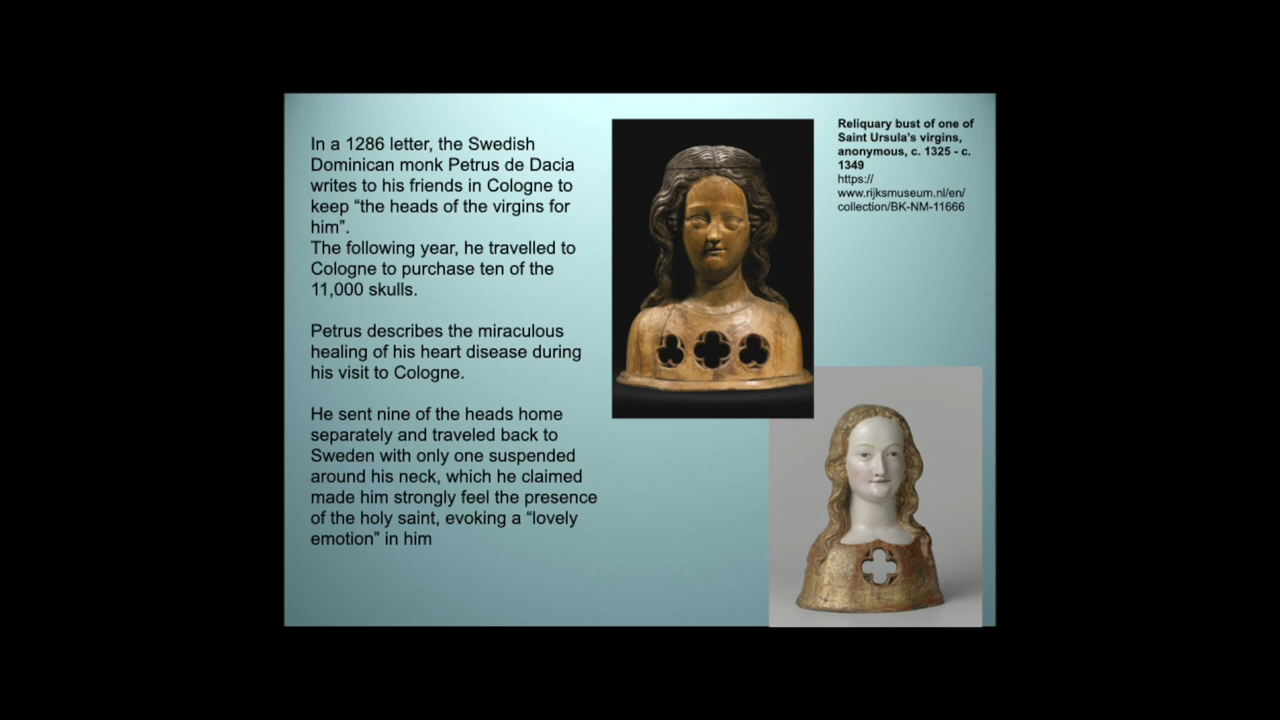 In a 1286 letter, the Swedish
Dominican monk Petrus de Dacia
writes to his friends in Cologne to
keep “the heads of the virgins for
him”.
The following year, he travelled to
Cologne to purchase ten of the
11,000 skulls.
Petrus describes the miraculous
healing of his heart disease during
his visit to Cologne.
He sent nine of the heads home
separately and traveled back to
Sweden with only one suspended
around his neck, which he claimed
made him strongly feel the presence
of the holy saint, evoking a “lovely
emotion” in him
Reliquary bust of one of
Saint Ursula's virgins,
anonymous, c. 1325 - c.
1349
https://
www.rijksmuseum.nl/en/
collection/BK-NM-11666